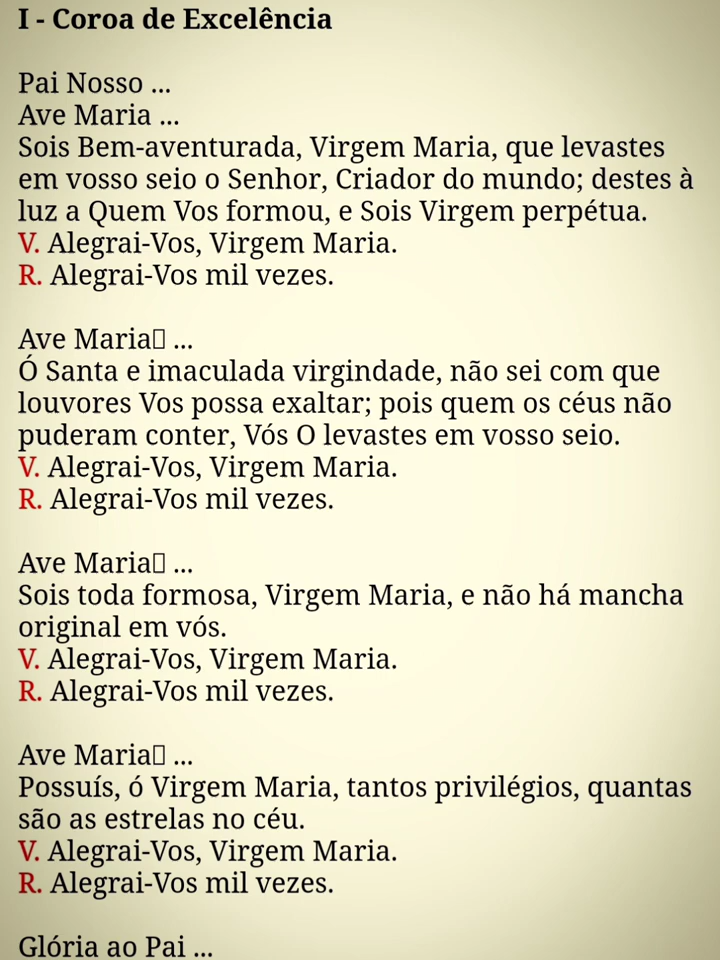 I - Coroa de Excelência
Pai Nosso ...
Ave Maria ...
Sois Bem-aventurada, Virgem Maria, que levastes
em vosso seio o Senhor, Criador do mundo; destes à
luz a Quem Vos formou, e Sois Virgem perpétua.
V. Alegrai-Vos, Virgem Maria.
R. Alegrai-Vos mil vezes.
Ave Maria▯ ...
Ó Santa e imaculada virgindade, não sei com que
louvores Vos possa exaltar; pois quem os céus não
puderam conter, Vós O levastes em vosso seio.
V. Alegrai-Vos, Virgem Maria.
R. Alegrai-Vos mil vezes.
Ave Maria▯ ...
Sois toda formosa, Virgem Maria, e não há mancha
original em vós.
V. Alegrai-Vos, Virgem Maria.
R. Alegrai-Vos mil vezes.
Ave Maria▯ ...
Possuís, ó Virgem Maria, tantos privilégios, quantas
são as estrelas no céu.
V. Alegrai-Vos, Virgem Maria.
R. Alegrai-Vos mil vezes.
Glória ao Pai ...